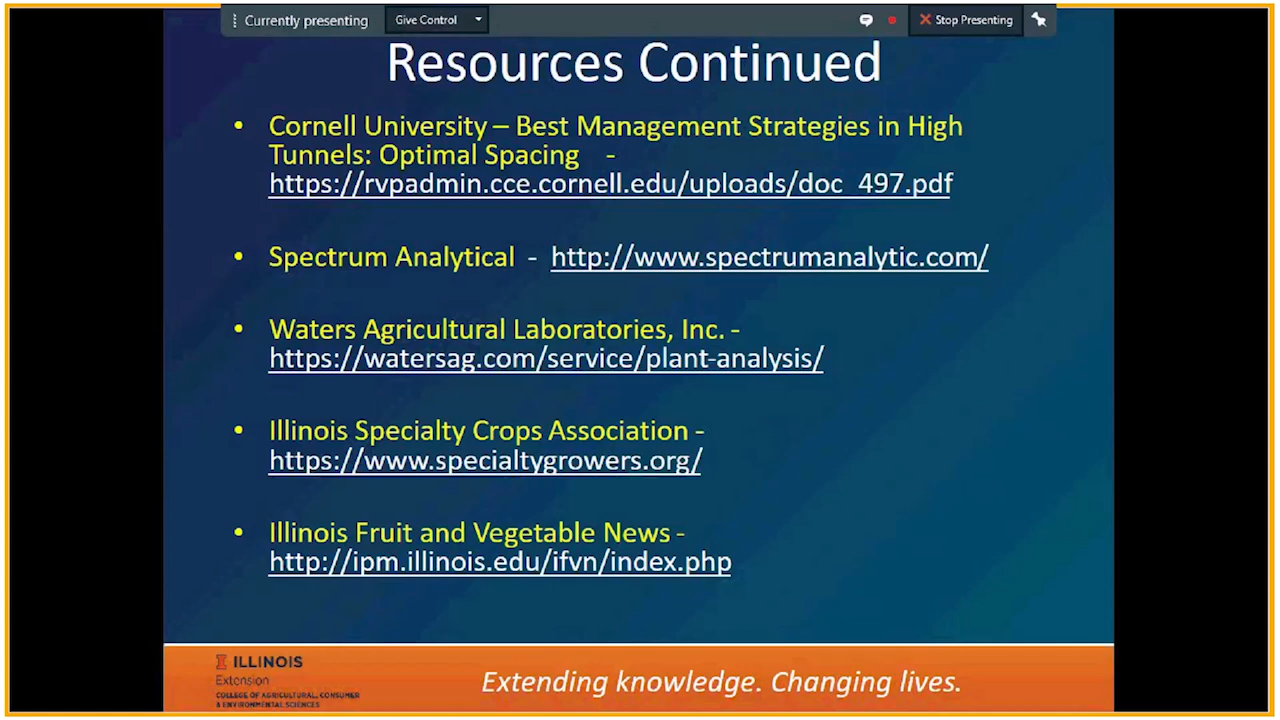 Currently presenting Give Control Stop Presenting
Resources Continued
• Cornell University – Best Management Strategies in High
Tunnels: Optimal Spacing -
https://rvpadmin.cce.cornell.edu/uploads/doc_497.pdf
• Spectrum Analytical - http://www.spectrumanalytic.com/
• Waters Agricultural Laboratories, Inc. -
https://watersag.com/service/plant-analysis/
• Illinois Specialty Crops Association -
https://www.specialtygrowers.org/
• Illinois Fruit and Vegetable News -
http://ipm.illinois.edu/ifvn/index.php
I ILLINOIS
Extension
COLLEGE OF AGRICULTURAL, CONSUMER
& ENVIRONMENTAL SCIENCES
Extending knowledge. Changing lives.